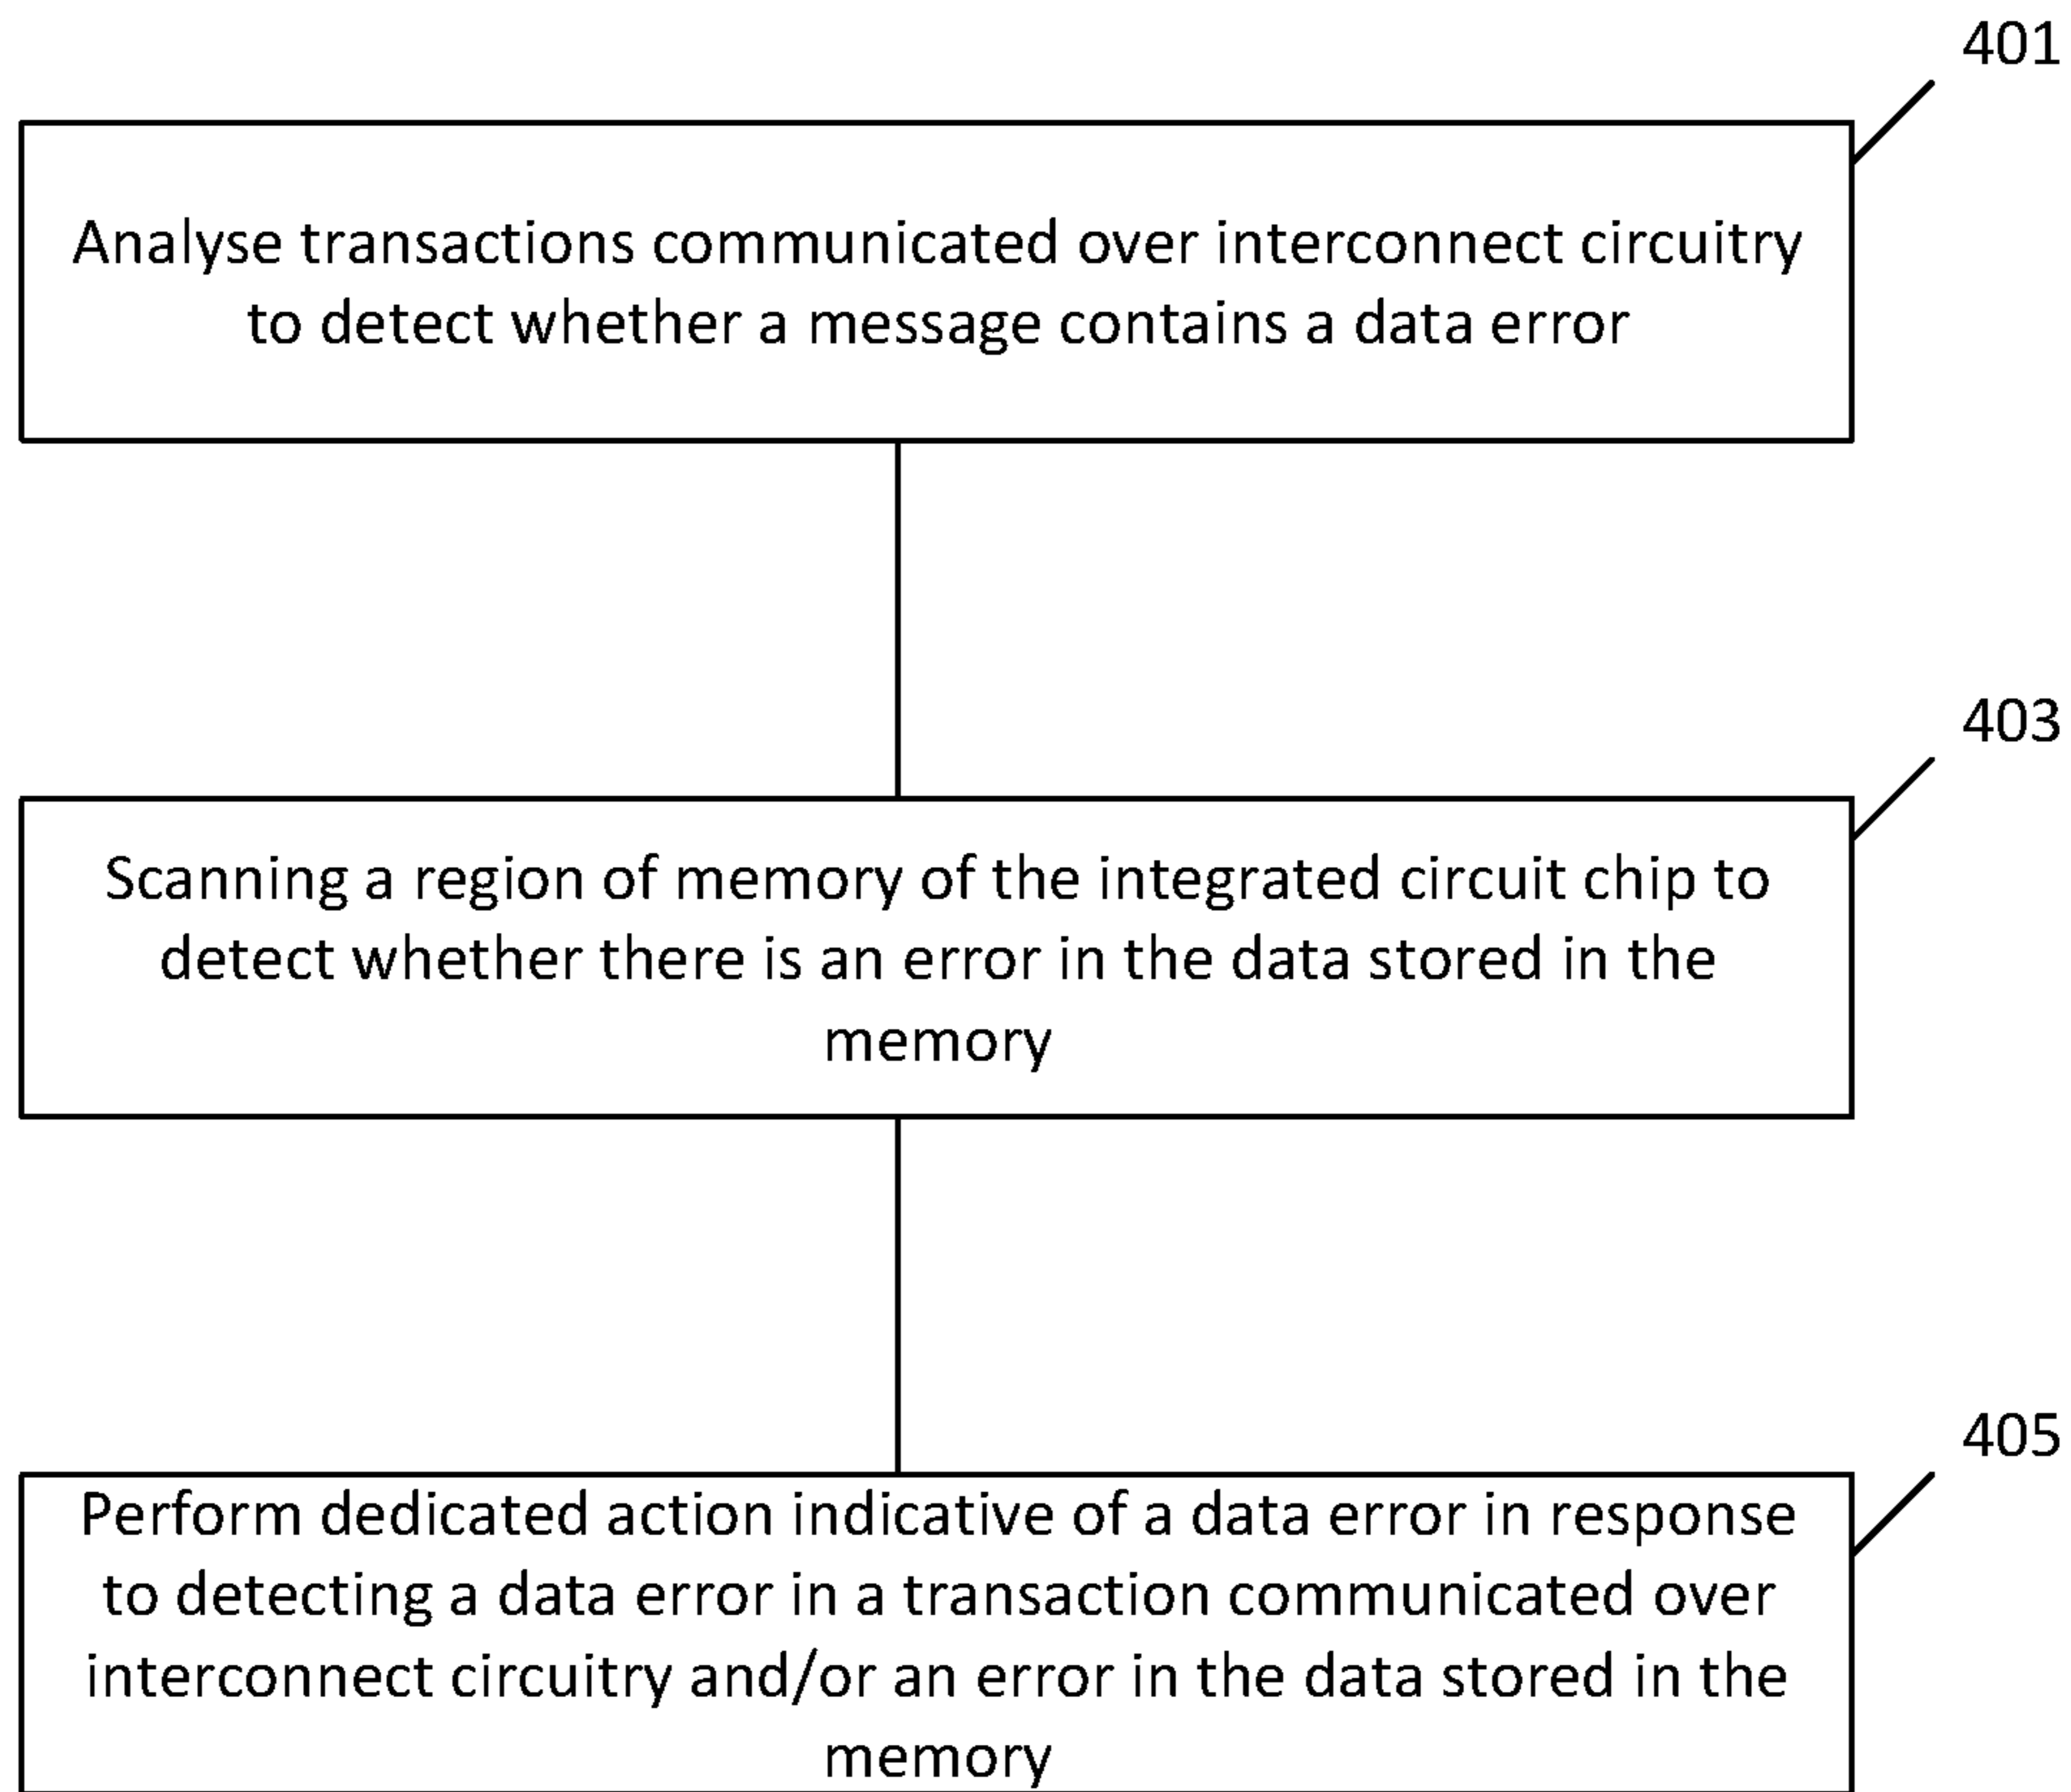 401
Analyse transactions communicated over interconnect circuitry
to detect whether a message contains a data error
403
Scanning a region of memory of the integrated circuit chip to
detect whether there is an error in the data stored in the
memory
405
Perform dedicated action indicative of a data error in response
to detecting a data error in a transaction communicated over
interconnect circuitry and/or an error in the data stored in the
memory